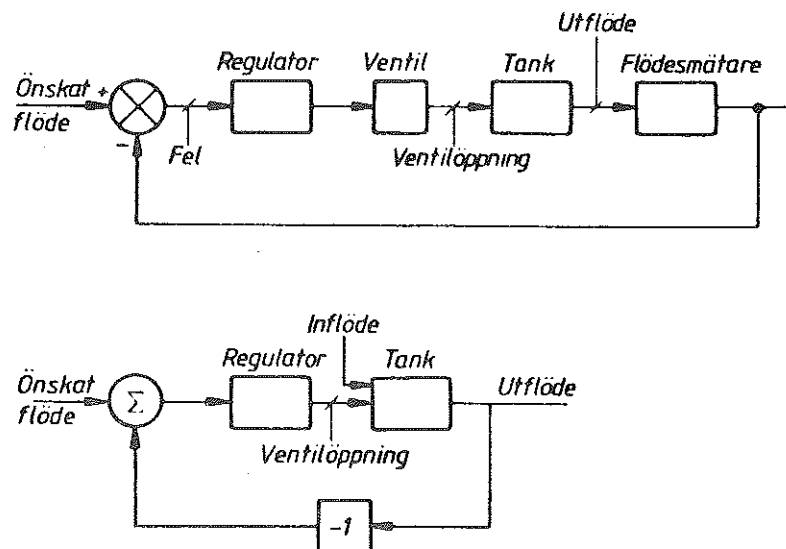 Utflöde
Regulator
Ventil
Tank
Flödesmätare
Önskat +
flöde
-
Fel
Ventilöppning
Inflöde
Regulator
Tank
Önskat
flöde
Σ
Utflöde
Ventilöppning
-1